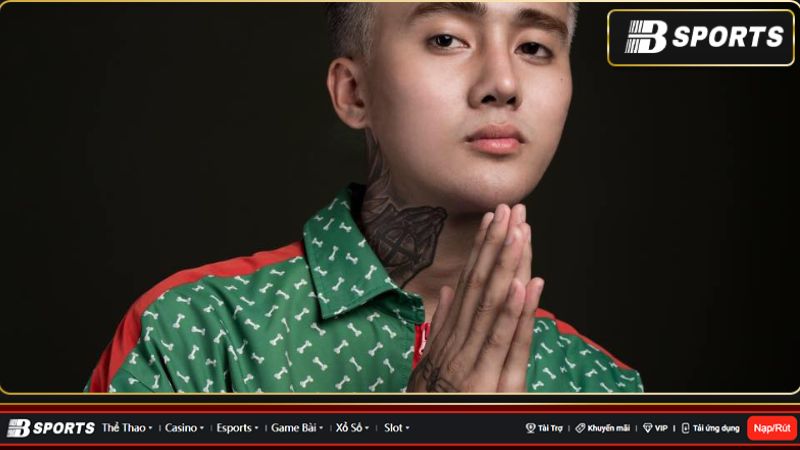 B SPORTS
B SPORTS Thể Thao Casino Esports Game Bài Xổ Số Slot Tài Trợ Khuyến mãi VIP Tải ứng dụng Nạp/Rút